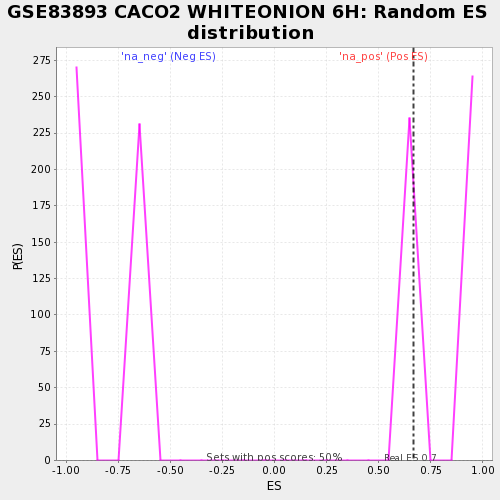 GSE83893 CACO2 WHITEONION 6H: Random ES
distribution
'na_neg' (Neg ES) 'na_pos' (Pos ES)
275
250
225
200
175
150
125
100
75
50
25
0
P(ES)
Sets with pos scores: 50% Real ES 0.7
-1.00 -0.75 -0.50 -0.25 0.00 0.25 0.50 0.75 1.00
ES